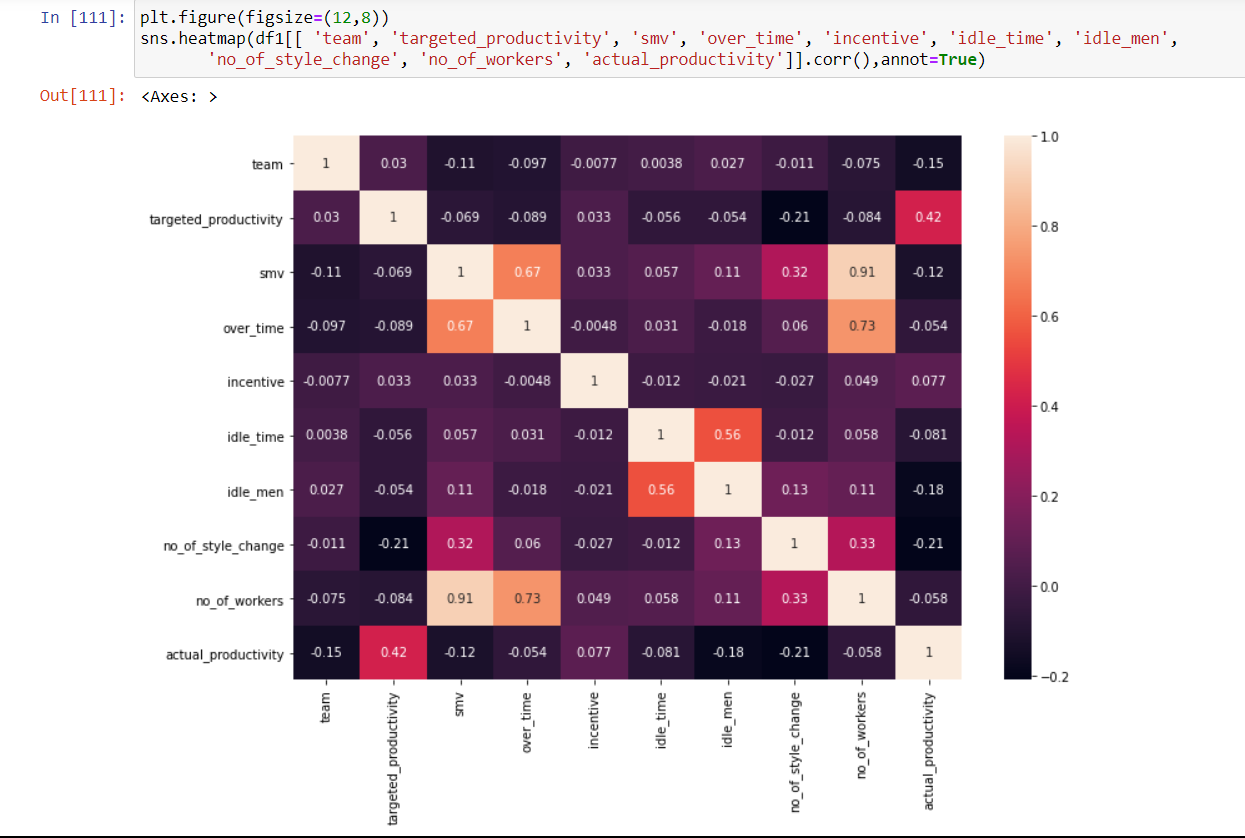 In [111]: plt.figure(figsize=(12,8))
sns.heatmap(df1[[ 'team', 'targeted_productivity', 'smv', 'over_time', 'incentive', 'idle_time', 'idle_men',
'no_of_style_change', 'no_of_workers', 'actual_productivity']].corr(),annot=True)
Out[111]: <Axes: >
team 1 0.03 -0.11 -0.097 -0.0077 0.0038 0.027 -0.011 -0.075 -0.15
targeted_productivity 0.03 1 -0.069 -0.089 0.033 -0.056 -0.054 -0.21 -0.084 0.42
smv -0.11 -0.069 1 0.67 0.033 0.057 0.11 0.32 0.91 -0.12
over_time -0.097 -0.089 0.67 1 -0.0048 0.031 -0.018 0.06 0.73 -0.054
incentive -0.0077 0.033 0.033 -0.0048 1 -0.012 -0.021 -0.027 0.049 0.077
idle_time 0.0038 -0.056 0.057 0.031 -0.012 1 0.56 -0.012 0.058 -0.081
idle_men 0.027 -0.054 0.11 -0.018 -0.021 0.56 1 0.13 0.11 -0.18
no_of_style_change -0.011 -0.21 0.32 0.06 -0.027 -0.012 0.13 1 0.33 -0.21
no_of_workers -0.075 -0.084 0.91 0.73 0.049 0.058 0.11 0.33 1 -0.058
actual_productivity -0.15 0.42 -0.12 -0.054 0.077 -0.081 -0.18 -0.21 -0.058 1
team
targeted_productivity
smv
over_time
incentive
idle_time
idle_men
no_of_style_change
no_of_workers
actual_productivity
1.0
0.8
0.6
0.4
0.2
0.0
−0.2